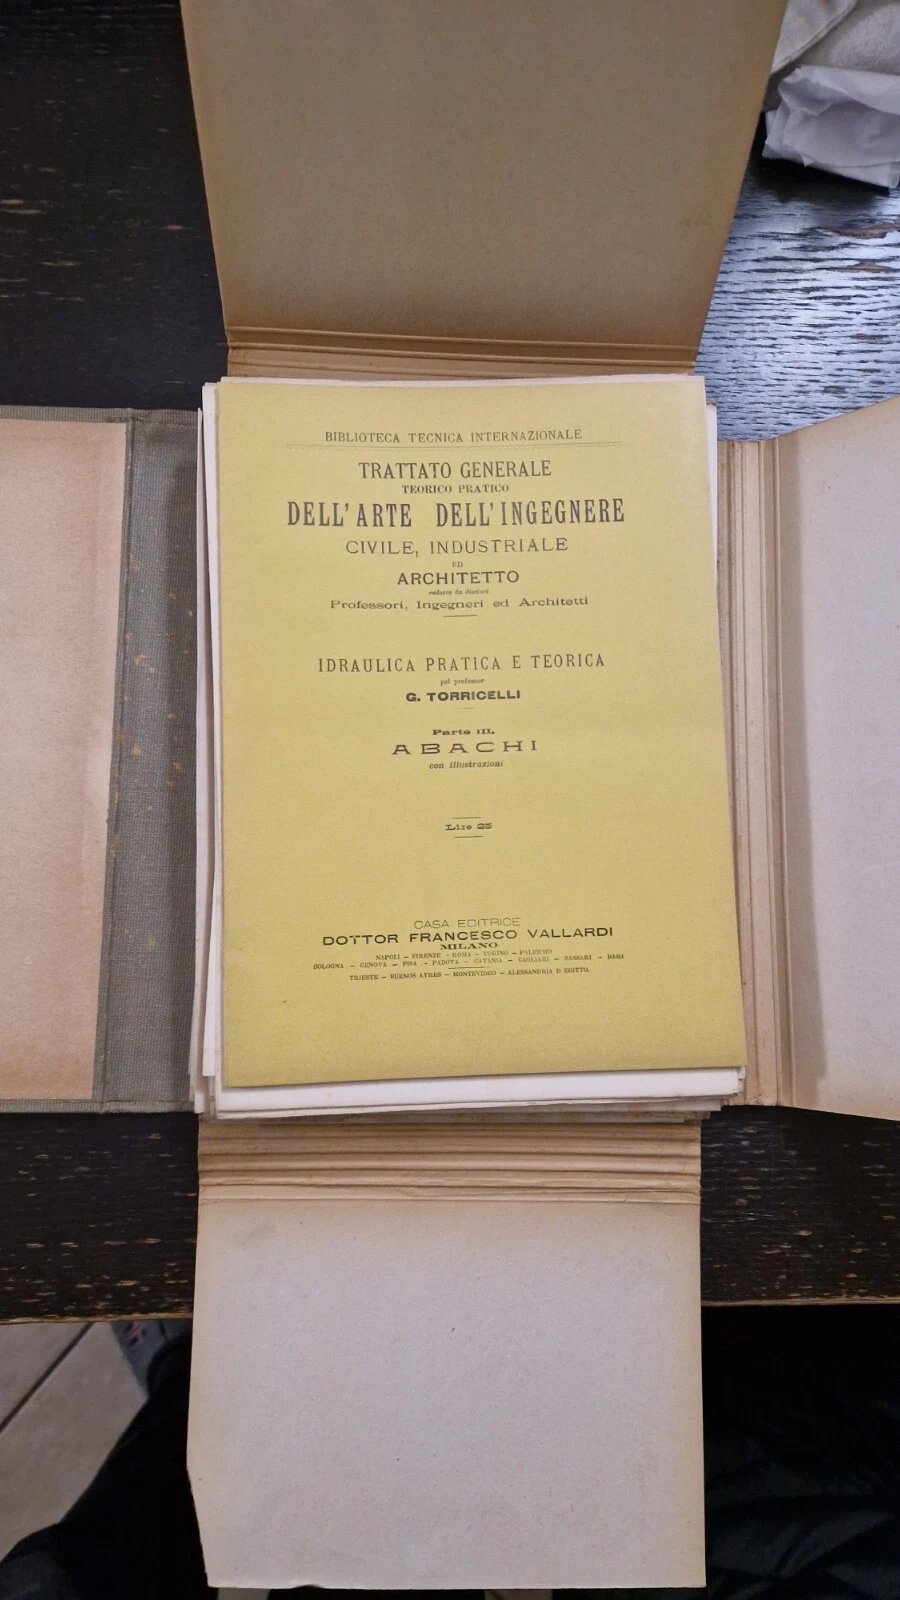 BIBLIOTECA TECNICA INTERNAZIONALE
TRATTATO GENERALE
TEORICO PRATICO
DELL'ARTE DELL'INGEGNERE
CIVILE, INDUSTRIALE
ED
ARCHITETTO
redatto da distinti
Professori, Ingegneri ed Architetti
IDRAULICA PRATICA E TEORICA
pel professor
G. TORRICELLI
Parte III.
ABACHI
con illustrazioni
Lire 25
CASA EDITRICE
DOTTOR FRANCESCO VALLARDI
MILANO
NAPOLI — FIRENZE — ROMA — TORINO — PALERMO
BOLOGNA — GENOVA — PISA — PADOVA — CATANIA — CAGLIARI — SASSARI — BARI
TRIESTE — BUENOS AYRES — MONTEVIDEO — ALESSANDRIA D'EGITTO.